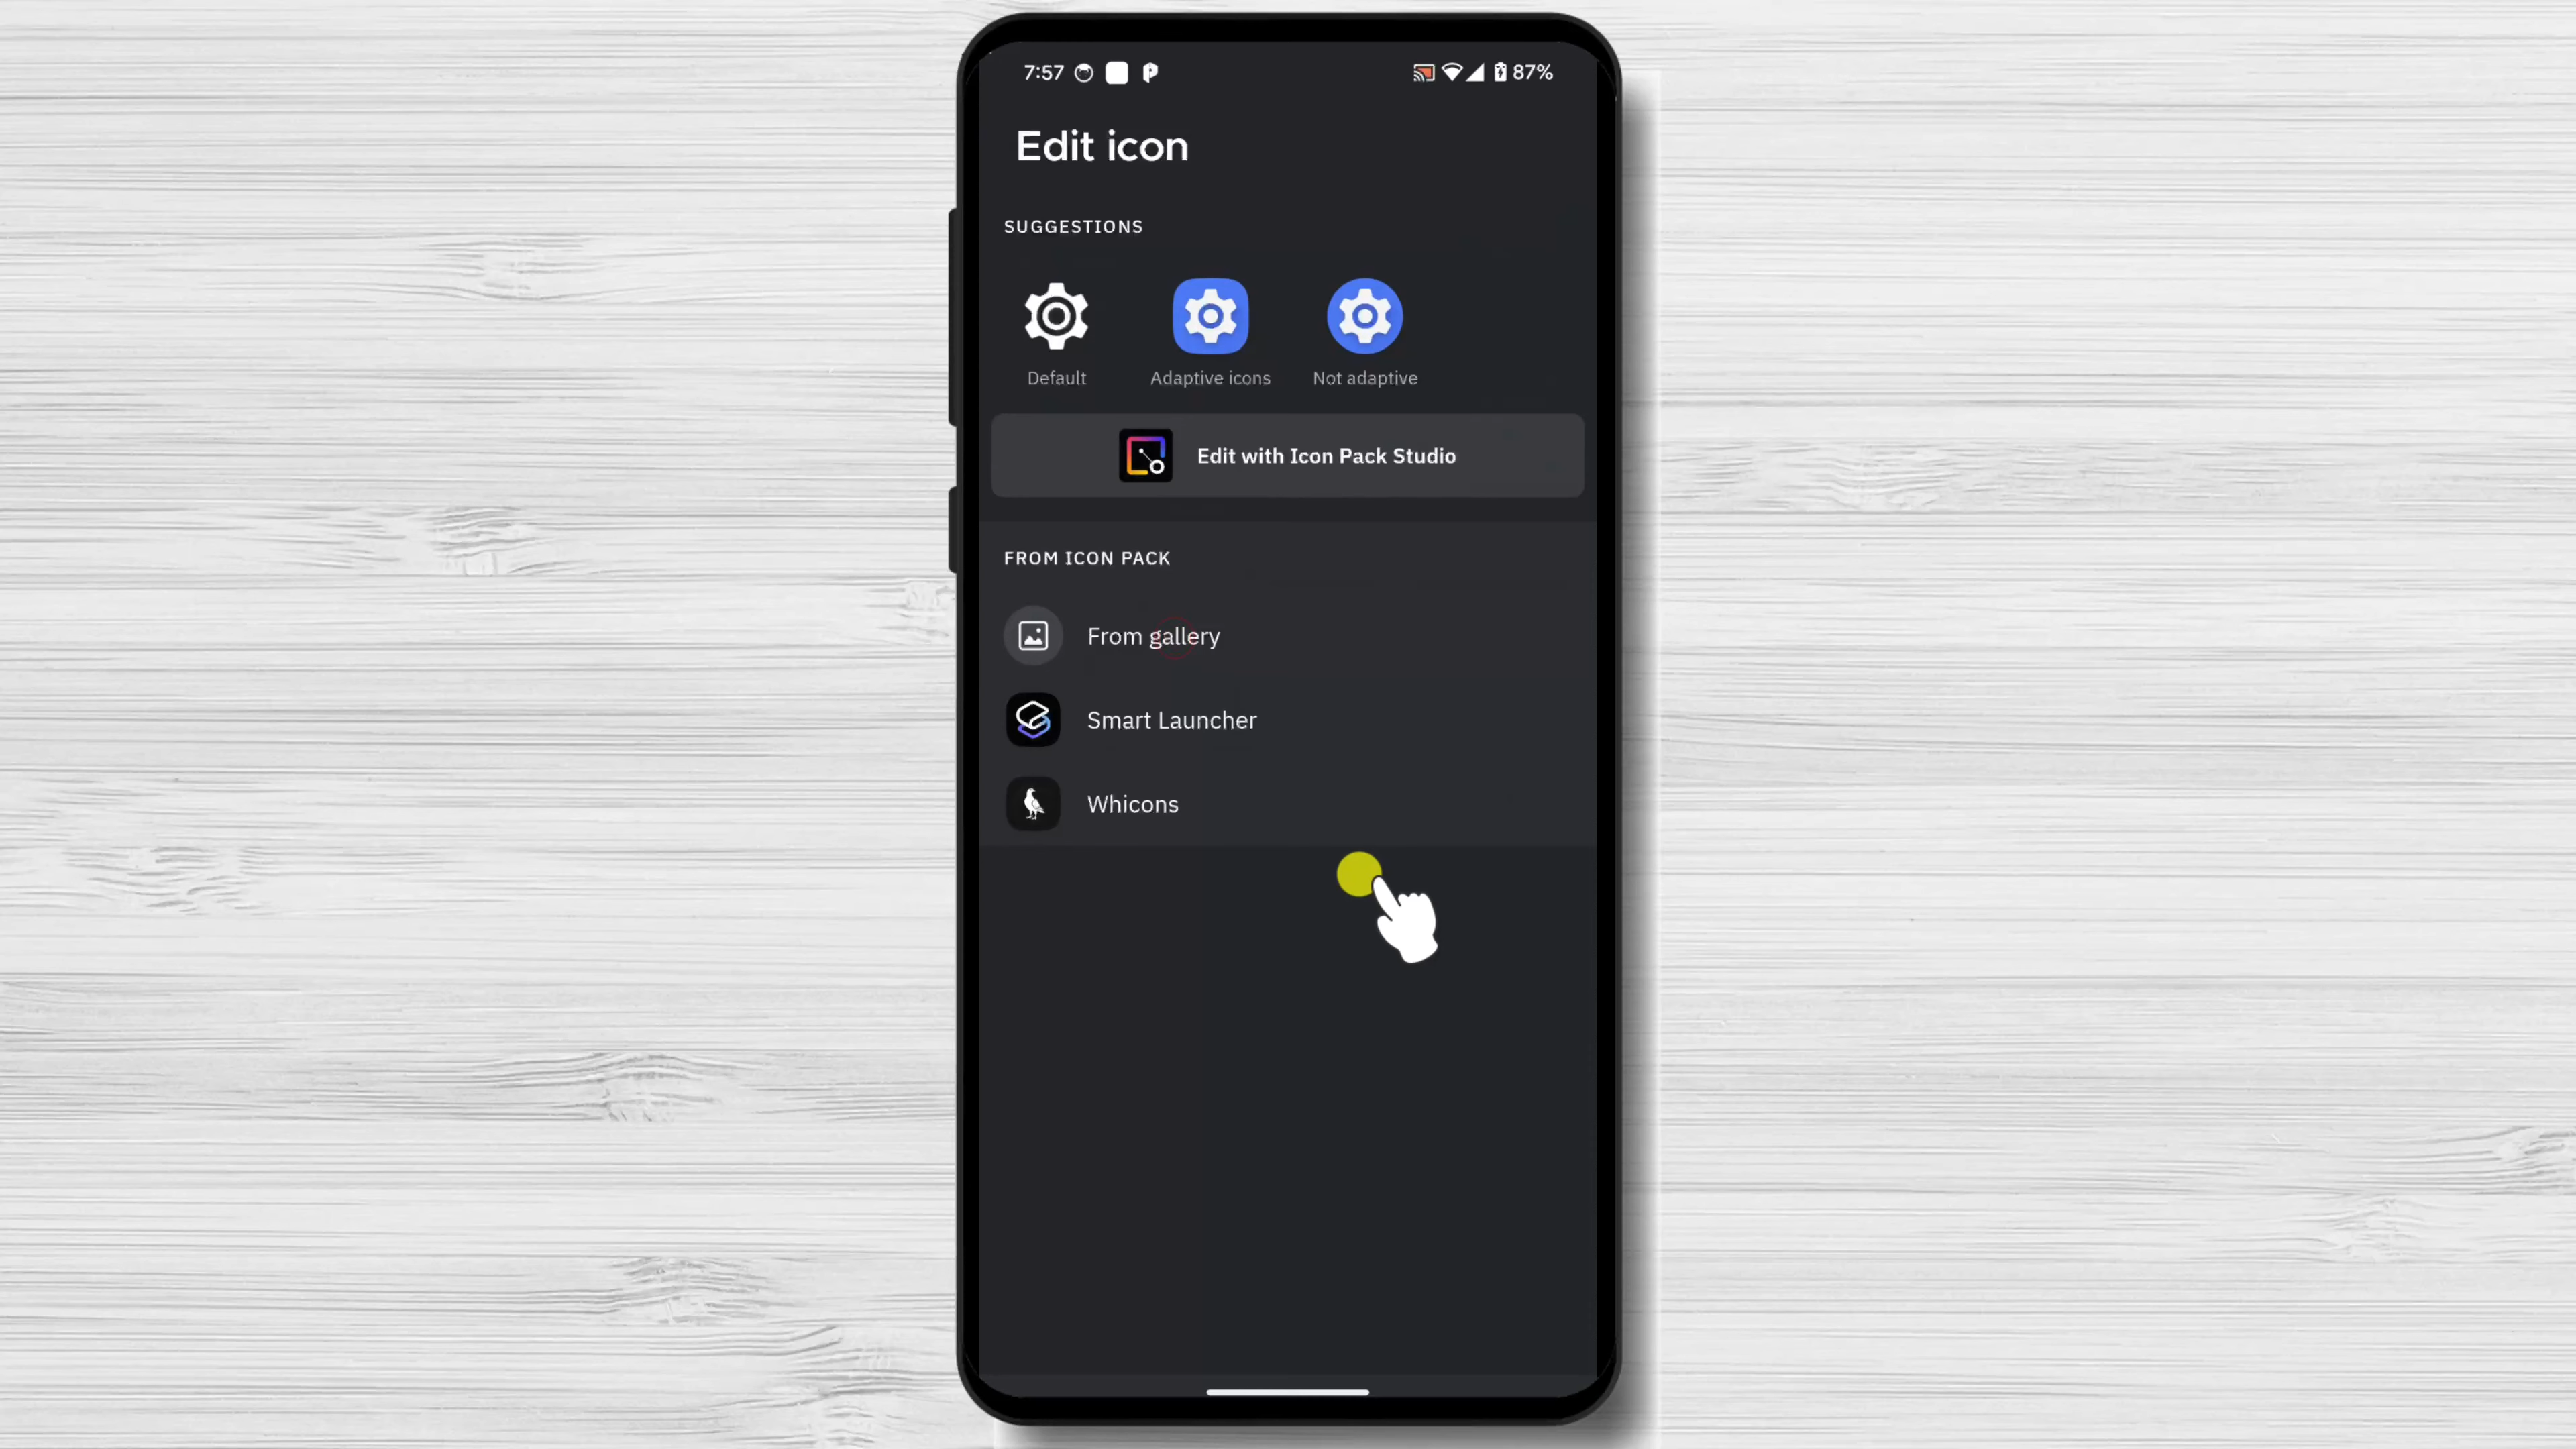 7:57
87%
Edit icon
SUGGESTIONS
Default
Adaptive icons
Not adaptive
Edit with Icon Pack Studio
FROM ICON PACK
From gallery
Smart Launcher
Whicons